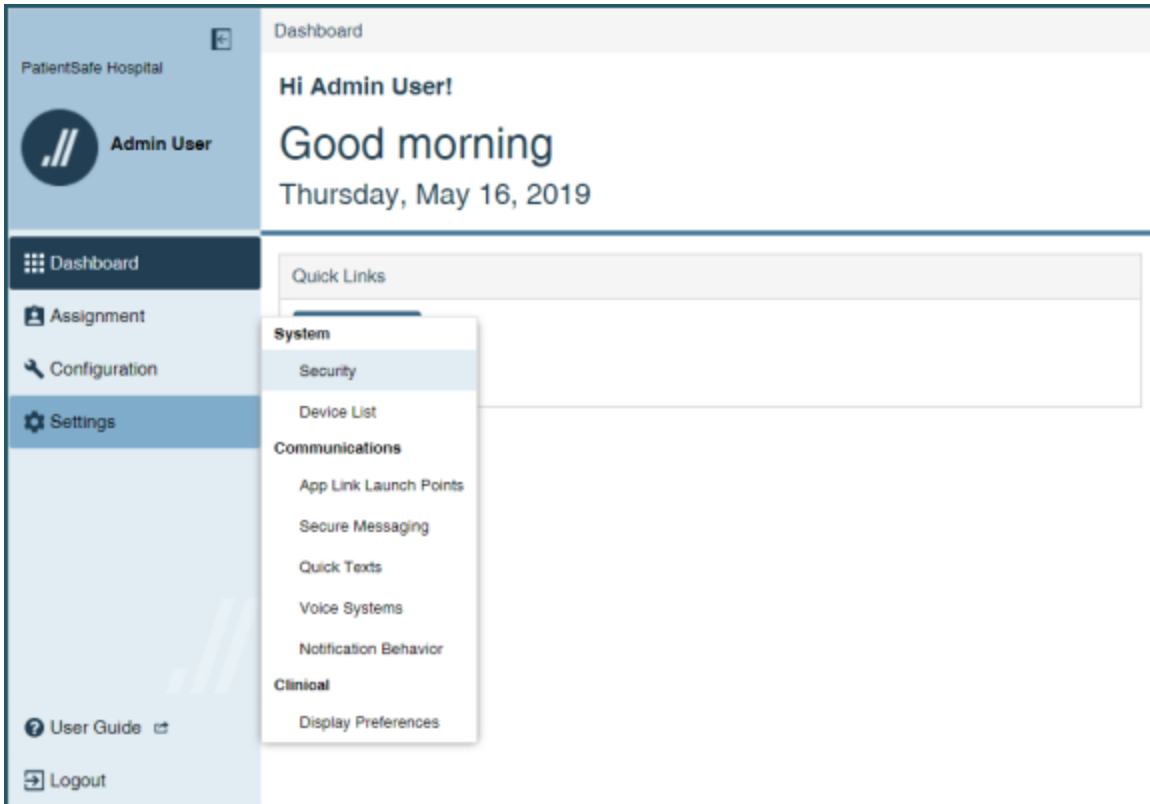 PatientSafe Hospital
Admin User
Dashboard
Assignment
Configuration
Settings
User Guide
Logout
Dashboard
Hi Admin User!
Good morning
Thursday, May 16, 2019
Quick Links
System
Security
Device List
Communications
App Link Launch Points
Secure Messaging
Quick Texts
Voice Systems
Notification Behavior
Clinical
Display Preferences